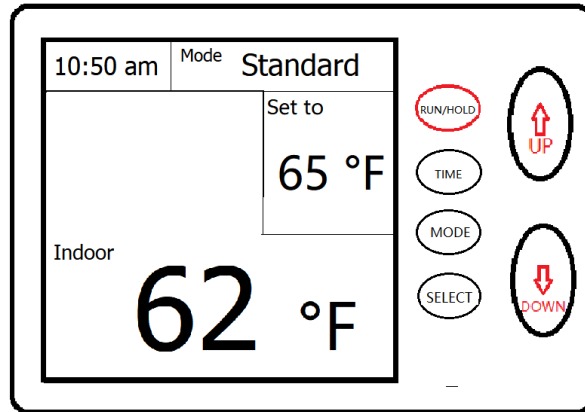 10:50 am
Mode Standard
Set to
65 °F
Indoor
62 °F
RUN/HOLD
TIME
MODE
SELECT
UP
DOWN